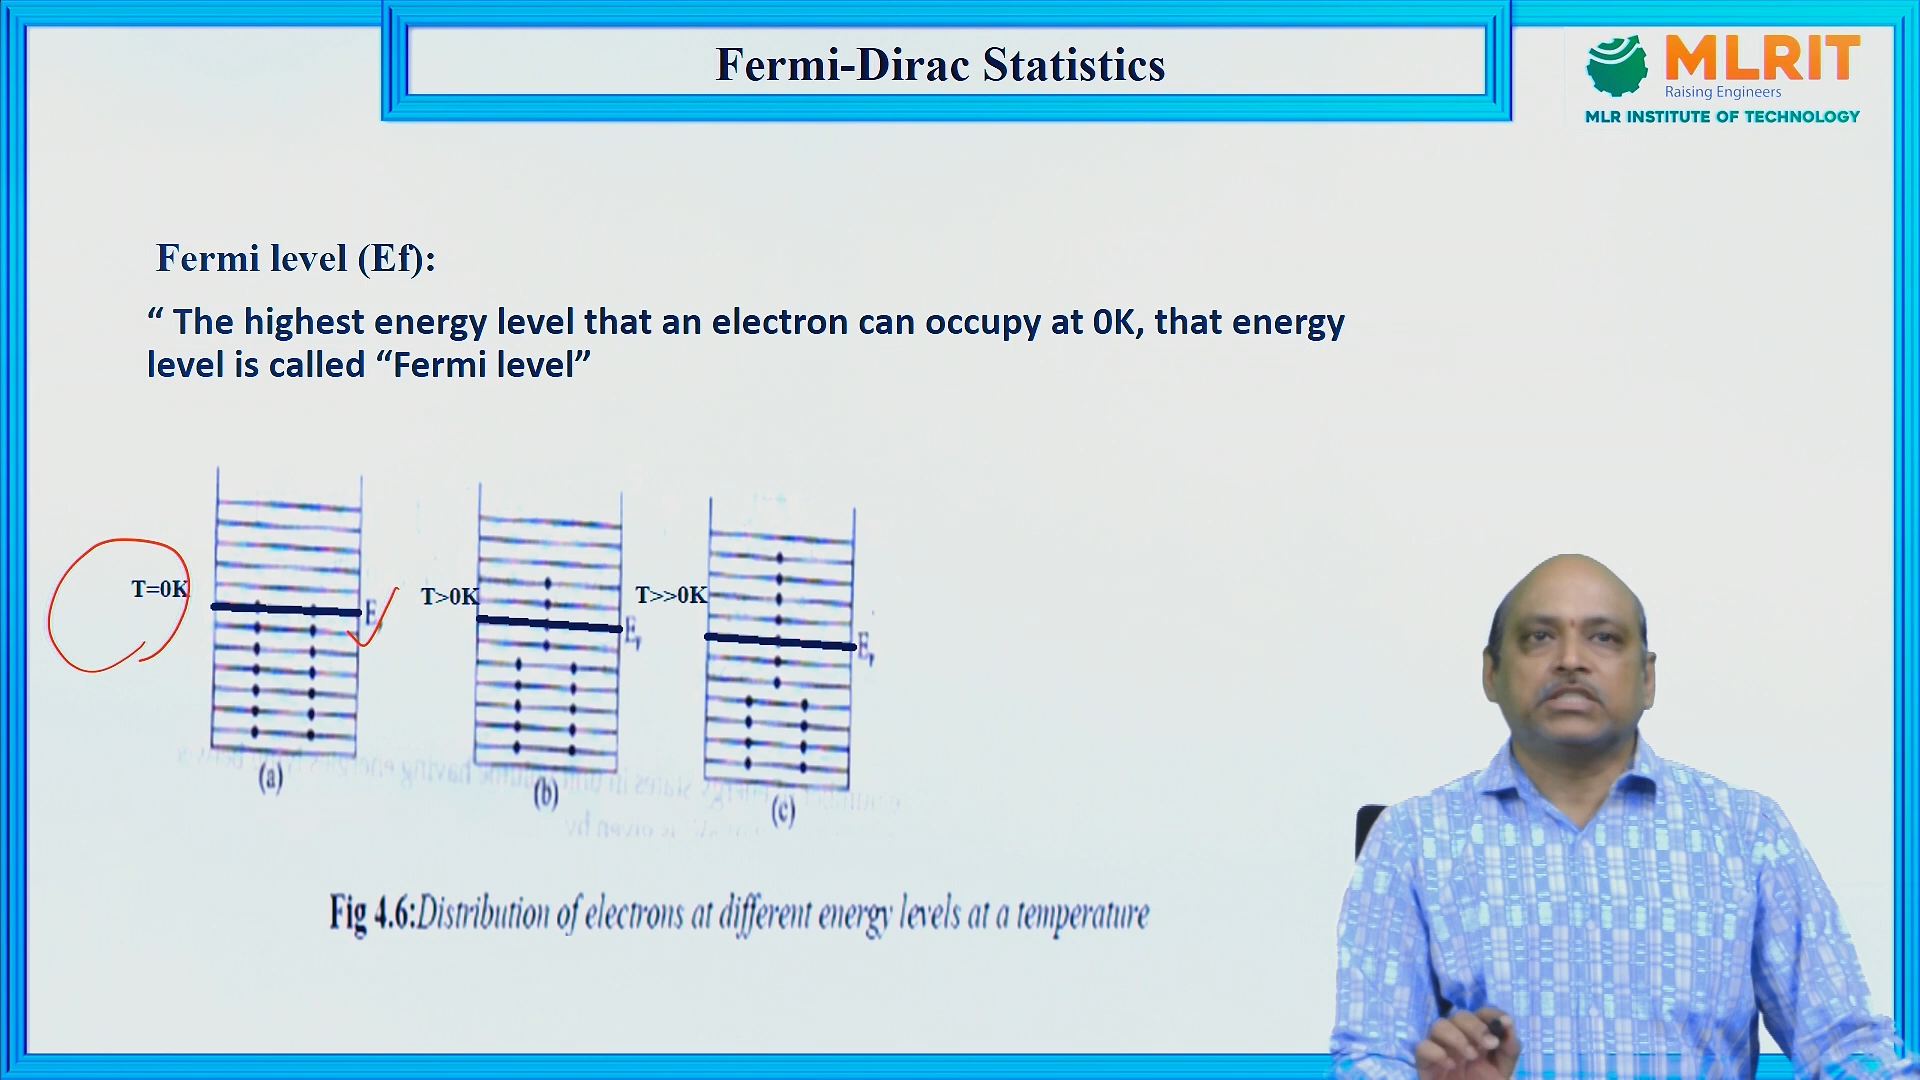 Fermi-Dirac Statistics
MLRIT
Raising Engineers
MLR INSTITUTE OF TECHNOLOGY
Fermi level (Ef):
“ The highest energy level that an electron can occupy at 0K, that energy
level is called “Fermi level”
T=0K
E
T>0K
EF
T>>0K
EF
(a)
(b)
(c)
Fig 4.6:Distribution of electrons at different energy levels at a temperature